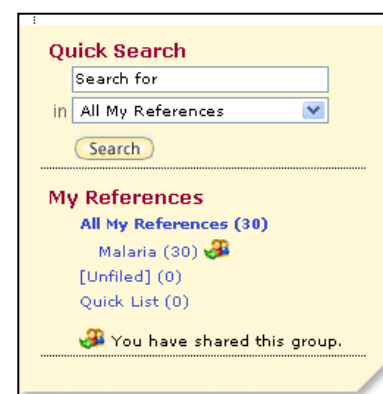 Quick Search
Search for
in All My References
Search
My References
All My References (30)
Malaria (30)
[Unfiled] (0)
Quick List (0)
You have shared this group.